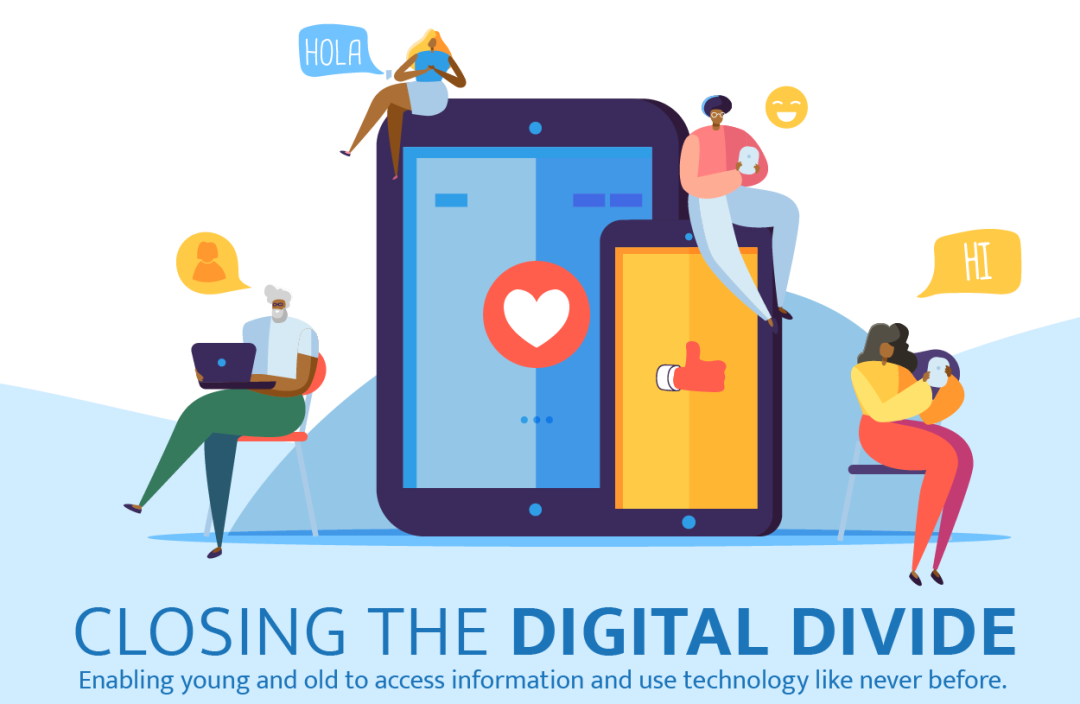 HOLA
HI
CLOSING THE DIGITAL DIVIDE
Enabling young and old to access information and use technology like never before.